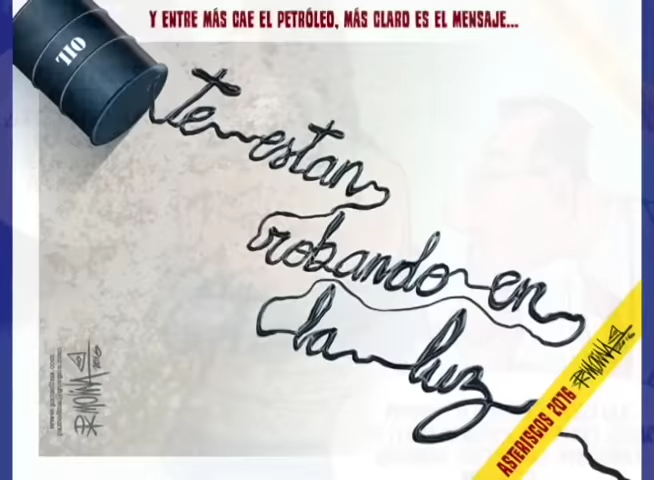 Y ENTRE MÁS CAE EL PETRÓLEO, MÁS CLARO ES EL MENSAJE...
OIL
te estan
robando en
la luz
ASTERISCOS 2016